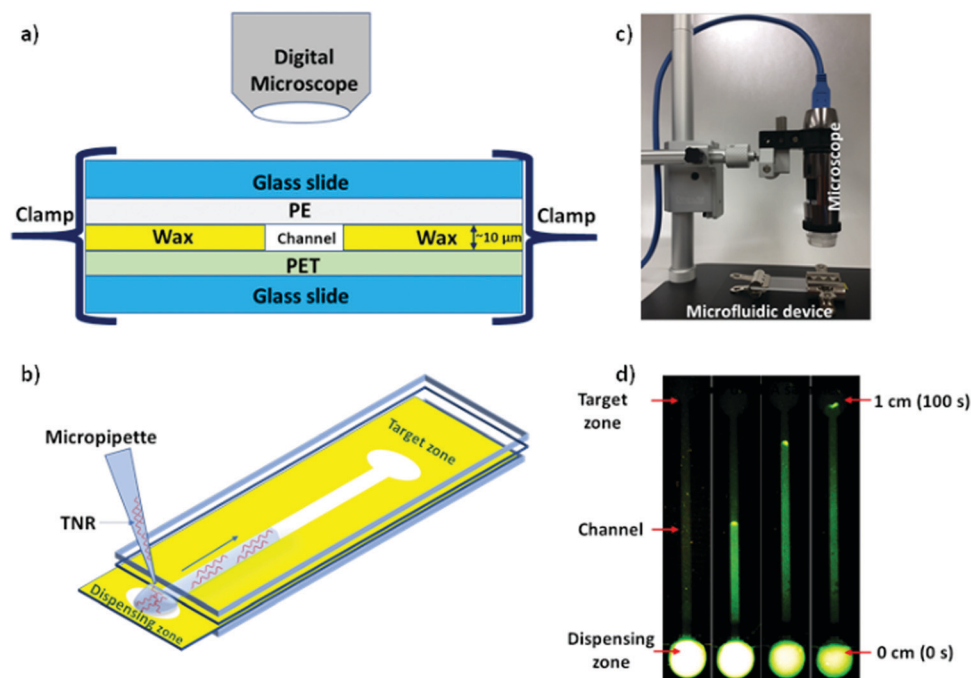 a)
Digital
Microscope
Glass slide
PE
Clamp
Wax
Channel
Wax
~10 µm
Clamp
PET
Glass slide
b)
Micropipette
TNR
Target zone
Dispensing zone
c)
Microscope
Microfluidic device
d)
Target
zone
1 cm (100 s)
Channel
Dispensing
zone
0 cm (0 s)